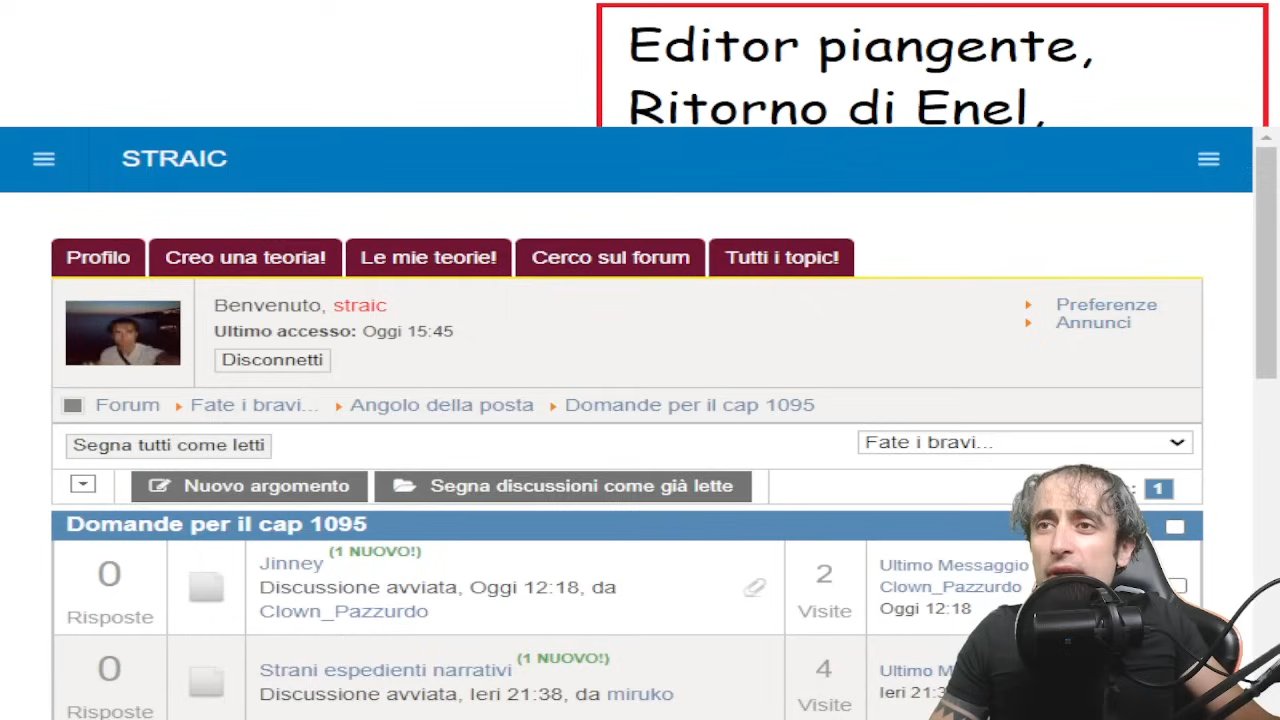 Editor piangente,
Ritorno di Enel,
STRAIC
Profilo
Creo una teoria!
Le mie teorie!
Cerco sul forum
Tutti i topic!
Benvenuto, straic
Ultimo accesso: Oggi 15:45
Disconnetti
Preferenze
Annunci
Forum
Fate i bravi...
Angolo della posta
Domande per il cap 1095
Segna tutti come letti
Fate i bravi...
Nuovo argomento
Segna discussioni come già lette
1
Domande per il cap 1095
0
Risposte
Jinney (1 NUOVO!)
Discussione avviata, Oggi 12:18, da
Clown_Pazzurdo
2
Visite
Ultimo Messaggio
Clown_Pazzurdo
Oggi 12:18
0
Risposte
Strani espedienti narrativi (1 NUOVO!)
Discussione avviata, Ieri 21:38, da miruko
4
Visite
Ultimo
Ieri